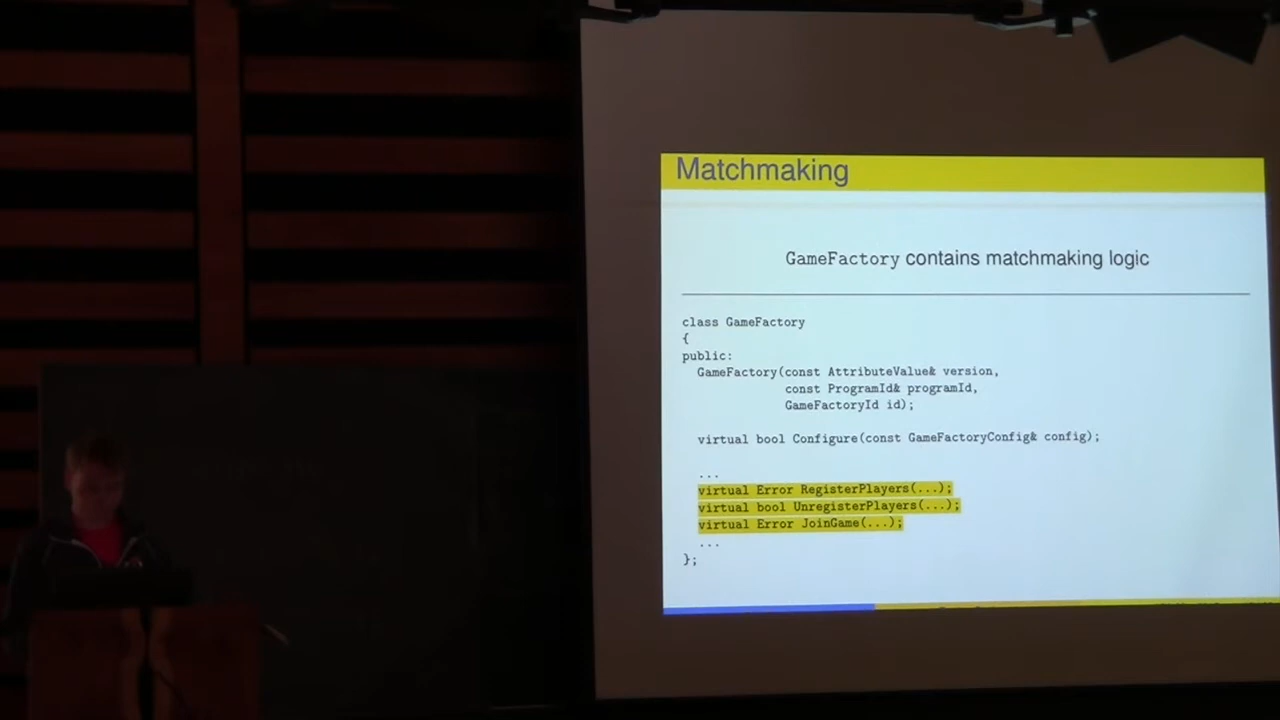 Matchmaking
GameFactory contains matchmaking logic
class GameFactory
{
public:
GameFactory(const AttributeValue& version,
const ProgramId& programId,
GameFactoryId id);
virtual bool Configure(const GameFactoryConfig& config);
...
virtual Error RegisterPlayers(...);
virtual bool UnregisterPlayers(...);
virtual Error JoinGame(...);
...
};